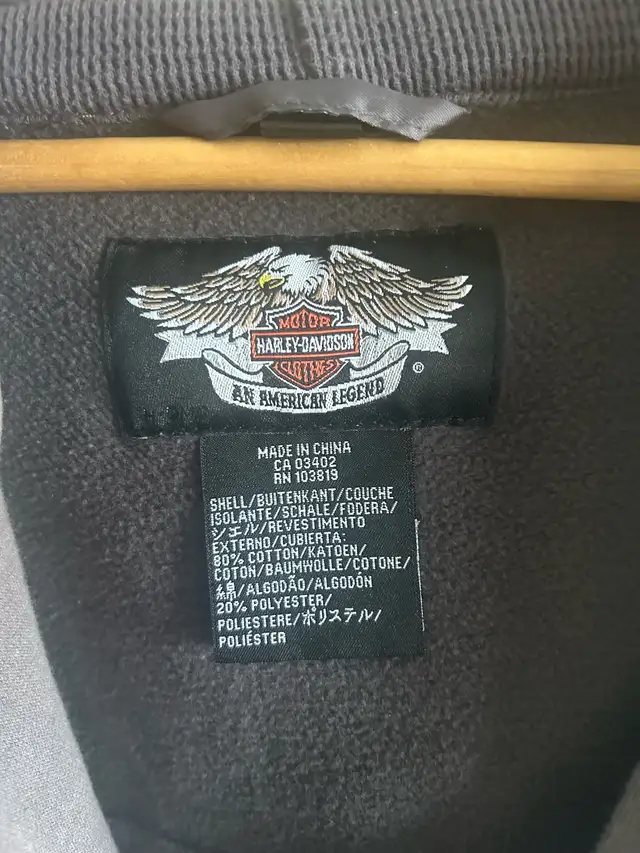 MOTOR
HARLEY-DAVIDSON
CLOTHES
®
AN AMERICAN LEGEND
MADE IN CHINA
CA 03402
RN 103819
SHELL/BUITENKANT/COUCHE
ISOLANTE/SCHALE/FODERA/
シェル/REVESTIMENTO
EXTERNO/CUBIERTA:
80% COTTON/KATOEN/
COTON/BAUMWOLLE/COTONE/
綿/ALGODÃO/ALGODÓN
20% POLYESTER/
POLIESTERE/ポリステル/
POLIÉSTER